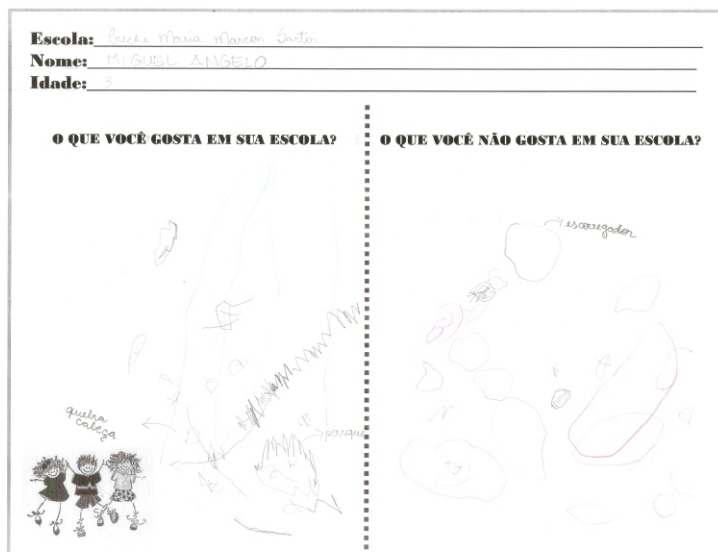 Escola: Creche Maria Marcon Sartor
Nome: MIGUEL ANGELO
Idade: 3
O QUE VOCÊ GOSTA EM SUA ESCOLA?
O QUE VOCÊ NÃO GOSTA EM SUA ESCOLA?
escorregador
quebra
cabeça
parque